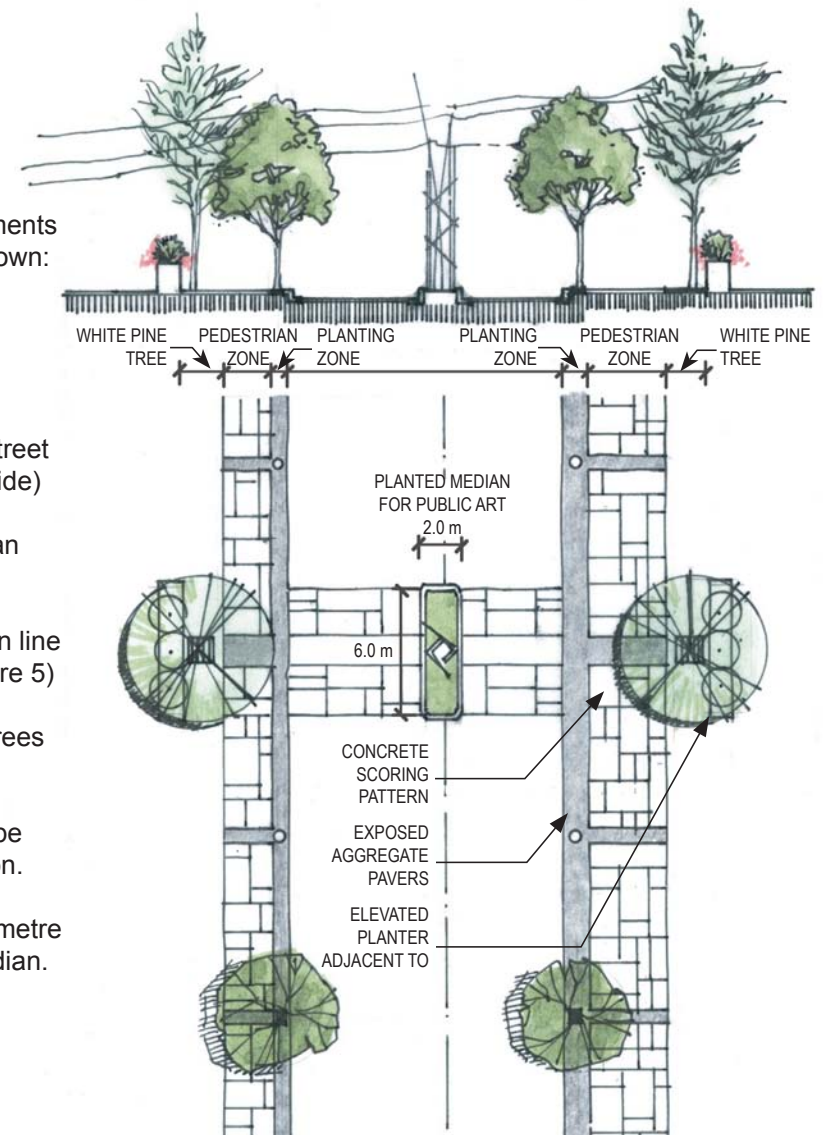 ments
own:
treet
ide)
an
n line
re 5)
rees
be
on.
metre
dian.
WHITE PINE
TREE
PEDESTRIAN
ZONE
PLANTING
ZONE
PLANTING
ZONE
PEDESTRIAN
ZONE
WHITE PINE
TREE
PLANTED MEDIAN
FOR PUBLIC ART
2.0 m
6.0 m
CONCRETE
SCORING
PATTERN
EXPOSED
AGGREGATE
PAVERS
ELEVATED
PLANTER
ADJACENT TO